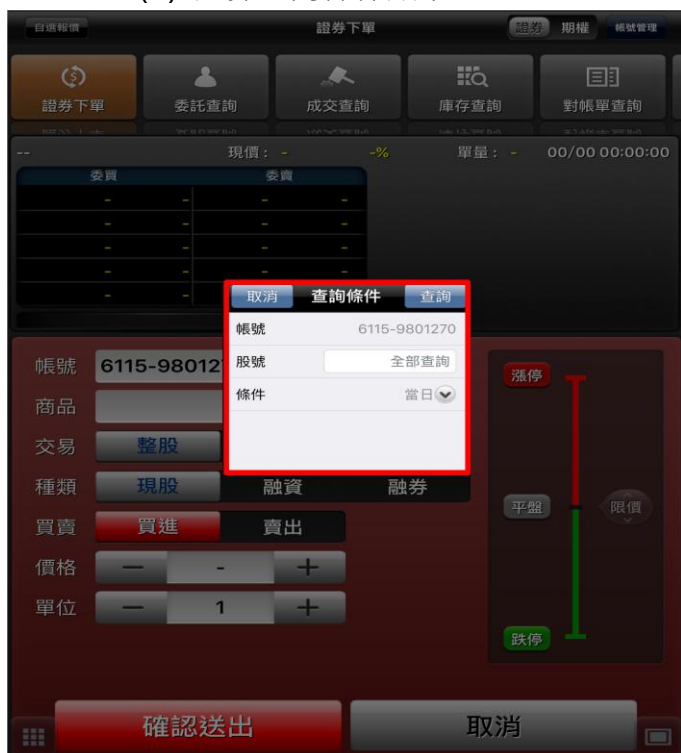 自選報價 證券下單 證券 期權 帳號管理
證券下單 委託查詢 成交查詢 庫存查詢 對帳單查詢
-- 現價： - -% 單量： - 00/00 00:00:00
委買 委賣
- - - -
- - - -
- - - -
- - - -
- -
取消 查詢條件 查詢
帳號 6115-9801270
股號 全部查詢
條件 當日
帳號 6115-98012
漲停
商品
交易 整股
種類 現股 融資 融券
平盤 限價
買賣 買進 賣出
價格 - - +
單位 - 1 +
跌停
確認送出 取消